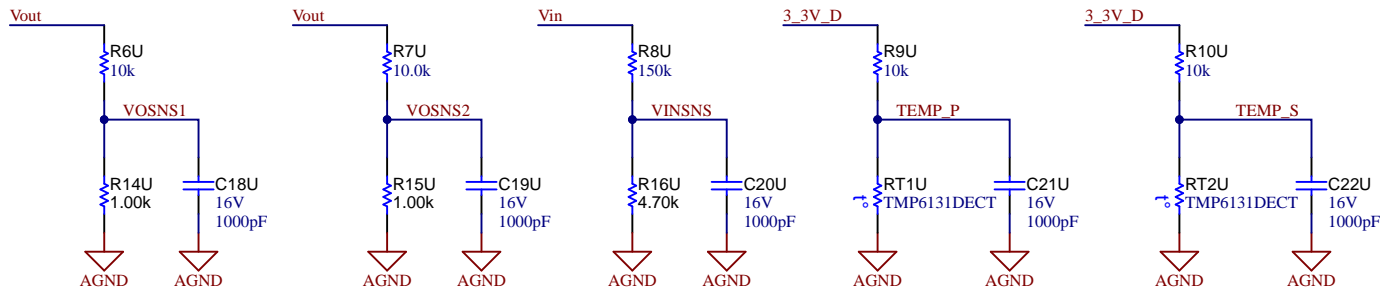 Vout
R6U
10k
VOSNS1
R14U
1.00k
C18U
16V
1000pF
AGND
AGND
Vout
R7U
10.0k
VOSNS2
R15U
1.00k
C19U
16V
1000pF
AGND
AGND
Vin
R8U
150k
VINSNS
R16U
4.70k
C20U
16V
1000pF
AGND
AGND
3_3V_D
R9U
10k
TEMP_P
RT1U
TMP6131DECT
t°
C21U
16V
1000pF
AGND
AGND
3_3V_D
R10U
10k
TEMP_S
RT2U
TMP6131DECT
t°
C22U
16V
1000pF
AGND
AGND